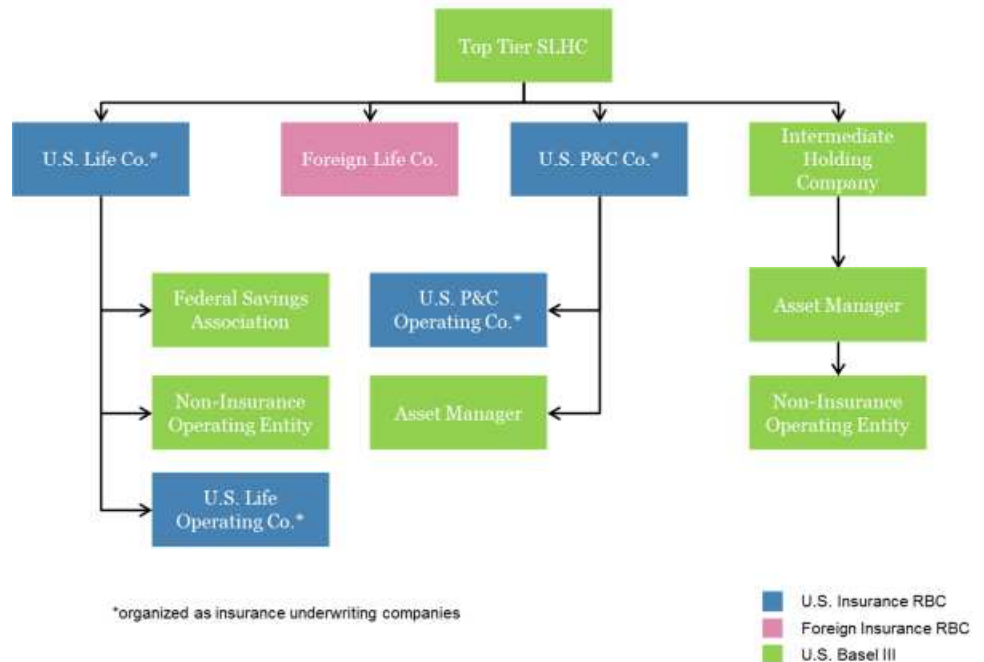 Top Tier SLHC
U.S. Life Co.*
Foreign Life Co.
U.S. P&C Co.*
Intermediate
Holding
Company
Federal Savings
Association
U.S. P&C
Operating Co.*
Asset Manager
Non-Insurance
Operating Entity
Asset Manager
Non-Insurance
Operating Entity
U.S. Life
Operating Co.*
*organized as insurance underwriting companies
U.S. Insurance RBC
Foreign Insurance RBC
U.S. Basel III